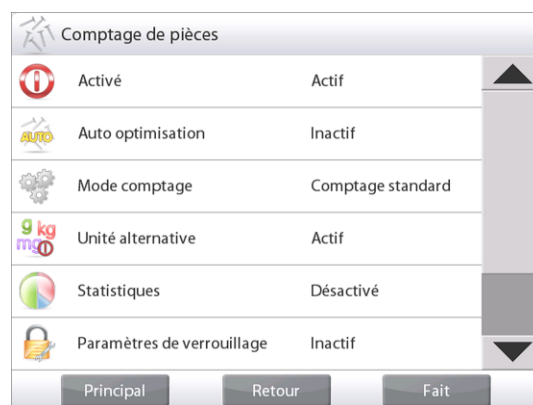 Comptage de pièces
Activé Actif
AUTO Auto optimisation Inactif
Mode comptage Comptage standard
g kg mg Unité alternative Actif
Statistiques Désactivé
Paramètres de verrouillage Inactif
Principal Retour Fait